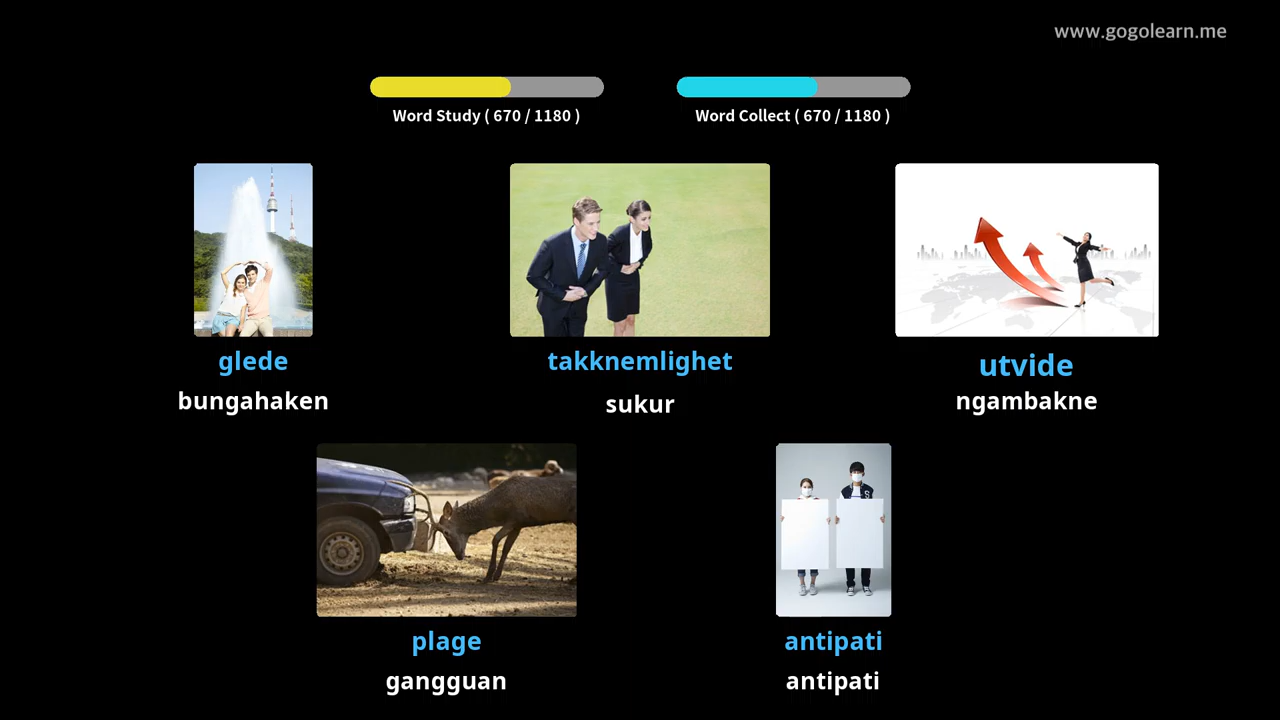 www.gogolearn.me
Word Study ( 670 / 1180 )
Word Collect ( 670 / 1180 )
glede
bungahaken
takknemlighet
sukur
utvide
ngambakne
S
plage
gangguan
antipati
antipati